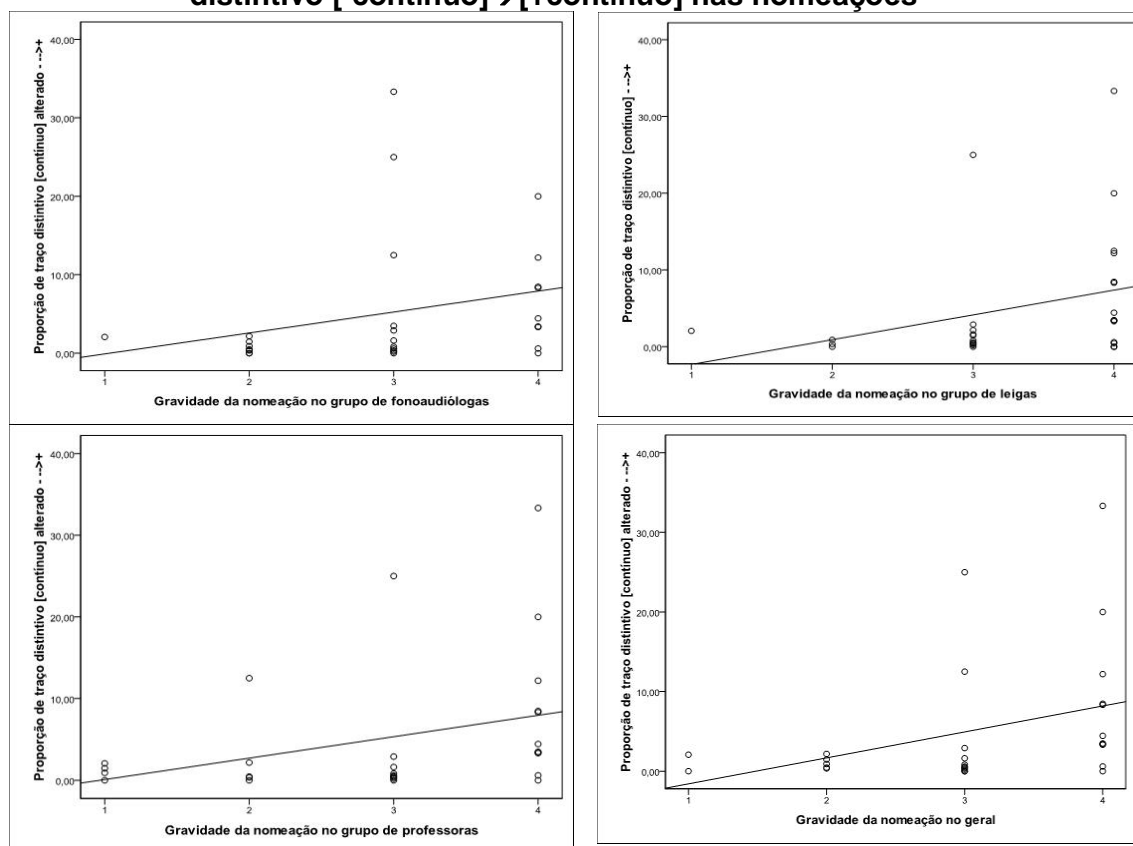 distintivo [-contínuo]→[+contínuo] nas nomeações
Proporção de traço distintivo [contínuo] alterado - -->+
40,00
30,00
20,00
10,00
0,00
1 2 3 4
Gravidade da nomeação no grupo de fonoaudiólogas
Proporção de traço distintivo [contínuo] - -->+
40,00
30,00
20,00
10,00
0,00
1 2 3 4
Gravidade da nomeação no grupo de leigas
Proporção de traço distintivo [contínuo] alterado - -->+
40,00
30,00
20,00
10,00
0,00
1 2 3 4
Gravidade da nomeação no grupo de professoras
Proporção de traço distintivo [contínuo] alterado - -->+
40,00
30,00
20,00
10,00
0,00
1 2 3 4
Gravidade da nomeação no geral